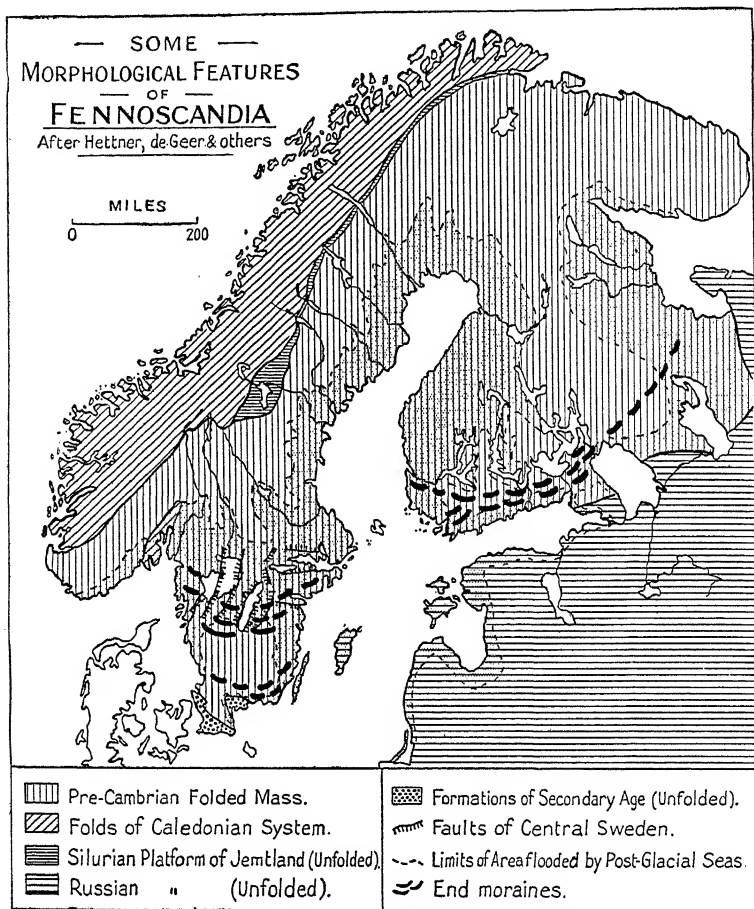 SOME
MORPHOLOGICAL FEATURES
OF
FENNOSCANDIA
After Hettner, de Geer & others
MILES
0 200
Pre-Cambrian Folded Mass.
Folds of Caledonian System.
Silurian Platform of Jemtland (Unfolded).
Russian " (Unfolded).
Formations of Secondary Age (Unfolded).
Faults of Central Sweden.
Limits of Area flooded by Post-Glacial Seas.
End moraines.